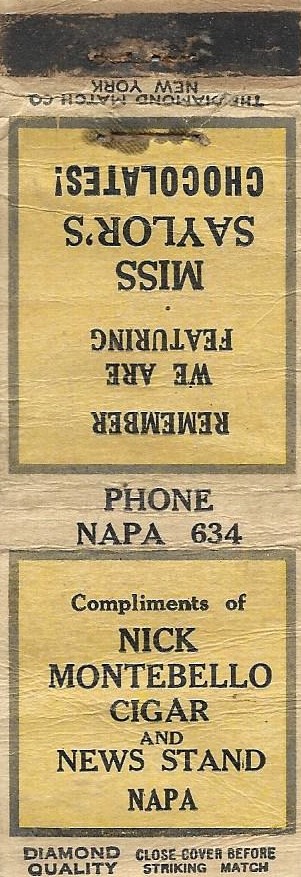 THE DIAMOND MATCH CO.
NEW YORK
REMEMBER
WE ARE
FEATURING
MISS
SAYLOR'S
CHOCOLATES!
PHONE
NAPA 634
Compliments of
NICK
MONTEBELLO
CIGAR
AND
NEWS STAND
NAPA
DIAMOND
QUALITY
CLOSE COVER BEFORE
STRIKING MATCH